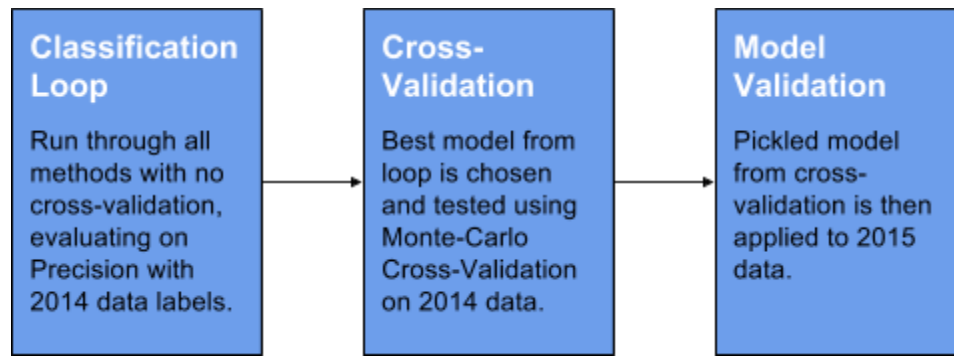 Classification
Loop
Run through all
methods with no
cross-validation,
evaluating on
Precision with
2014 data labels.
Cross-
Validation
Best model from
loop is chosen
and tested using
Monte-Carlo
Cross-Validation
on 2014 data.
Model
Validation
Pickled model
from cross-
validation is then
applied to 2015
data.